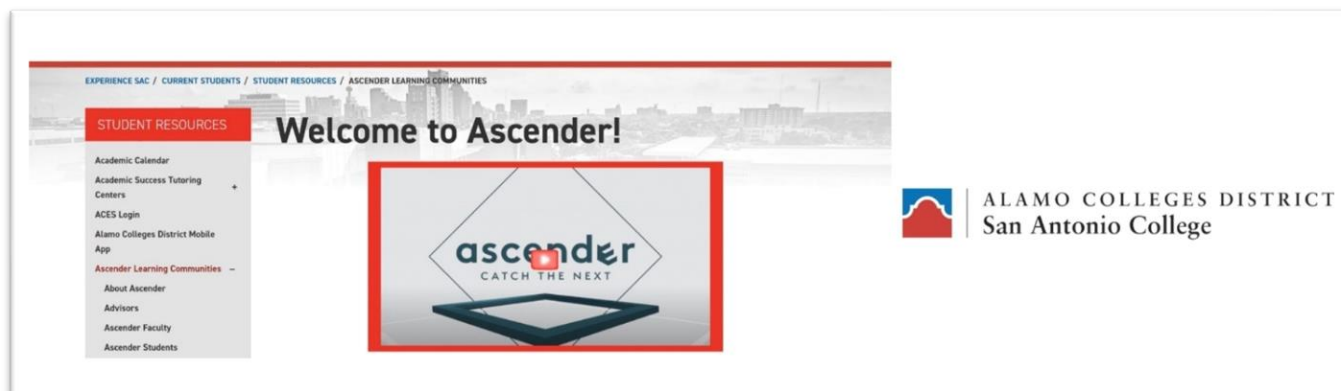 EXPERIENCE SAC / CURRENT STUDENTS / STUDENT RESOURCES / ASCENDER LEARNING COMMUNITIES
STUDENT RESOURCES
Academic Calendar
Academic Success Tutoring
Centers +
ACES Login
Alamo Colleges District Mobile
App
Ascender Learning Communities –
About Ascender
Advisors
Ascender Faculty
Ascender Students
Welcome to Ascender!
ascender
CATCH THE NEXT
ALAMO COLLEGES DISTRICT
San Antonio College